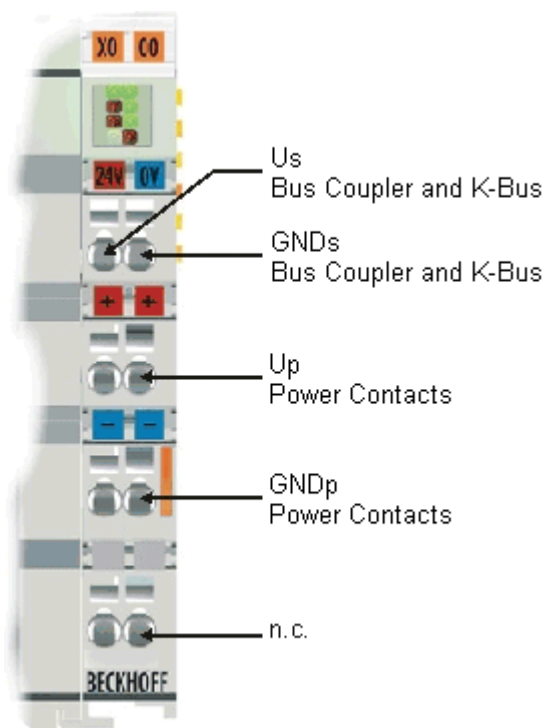 X0 C0
24V 0V
Us
Bus Coupler and K-Bus
GNDs
Bus Coupler and K-Bus
+ +
Up
Power Contacts
- -
GNDp
Power Contacts
n.c.
BECKHOFF